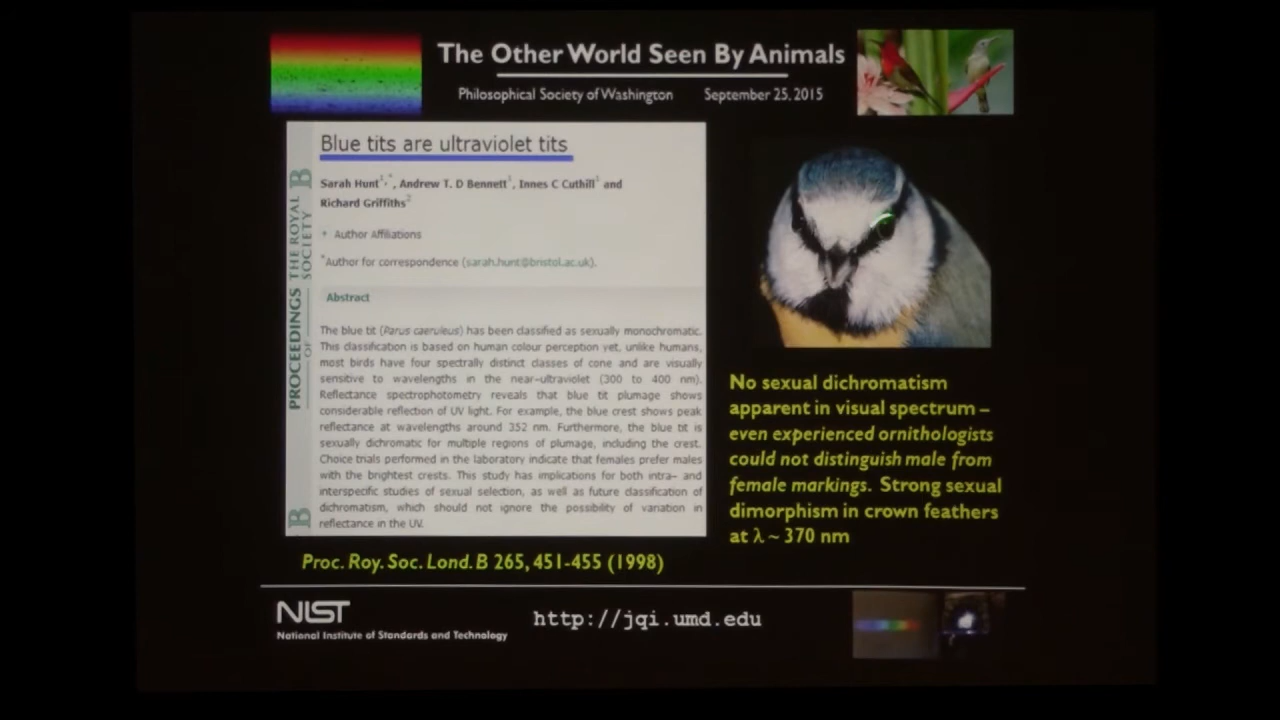 The Other World Seen By Animals
Philosophical Society of Washington September 25, 2015
Blue tits are ultraviolet tits
Sarah Hunt1,*, Andrew T. D Bennett1, Innes C Cuthill1 and
Richard Griffiths2
+ Author Affiliations
*Author for correspondence (sarah.hunt@bristol.ac.uk).
Abstract
The blue tit (Parus caeruleus) has been classified as sexually monochromatic.
This classification is based on human colour perception yet, unlike humans,
most birds have four spectrally distinct classes of cone and are visually
sensitive to wavelengths in the near-ultraviolet (300 to 400 nm).
Reflectance spectrophotometry reveals that blue tit plumage shows
considerable reflection of UV light. For example, the blue crest shows peak
reflectance at wavelengths around 352 nm. Furthermore, the blue tit is
sexually dichromatic for multiple regions of plumage, including the crest.
Choice trials performed in the laboratory indicate that females prefer males
with the brightest crests. This study has implications for both intra- and
interspecific studies of sexual selection, as well as future classification of
dichromatism, which should not ignore the possibility of variation in
reflectance in the UV.
PROCEEDINGS OF THE ROYAL SOCIETY B
B
Proc. Roy. Soc. Lond. B 265, 451-455 (1998)
No sexual dichromatism
apparent in visual spectrum –
even experienced ornithologists
could not distinguish male from
female markings. Strong sexual
dimorphism in crown feathers
at λ ~ 370 nm
NIST
National Institute of Standards and Technology
http://jqi.umd.edu